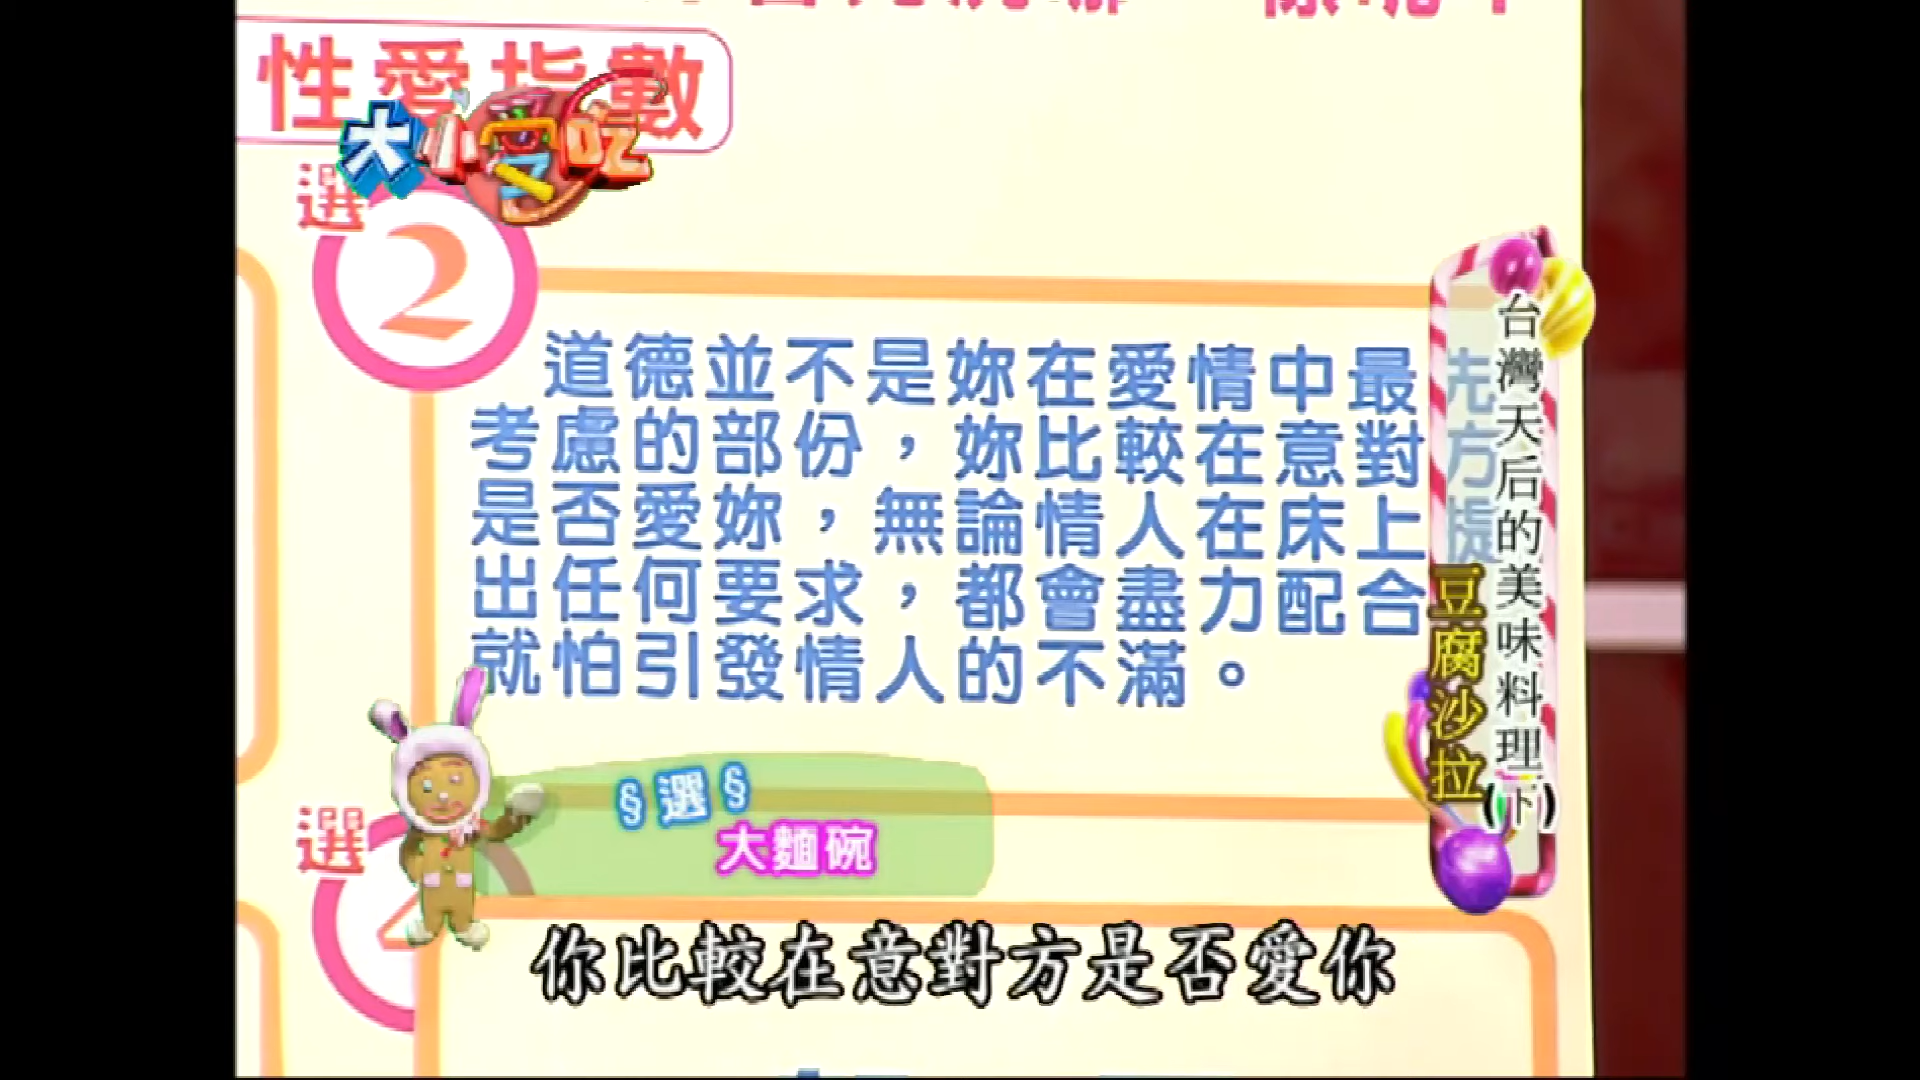 性愛指數
大小愛吃
選
2
道德並不是妳在愛情中最先
考慮的部份，妳比較在意對方
是否愛妳，無論情人在床上提
出任何要求，都會盡力配合
就怕引發情人的不滿。
台灣天后的美味料理(下)
豆腐沙拉
§選§
大麵碗
選
你比較在意對方是否愛你